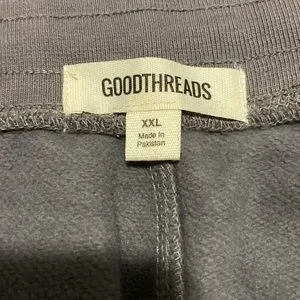 GOODTHREADS
XXL
Made In
Pakistan